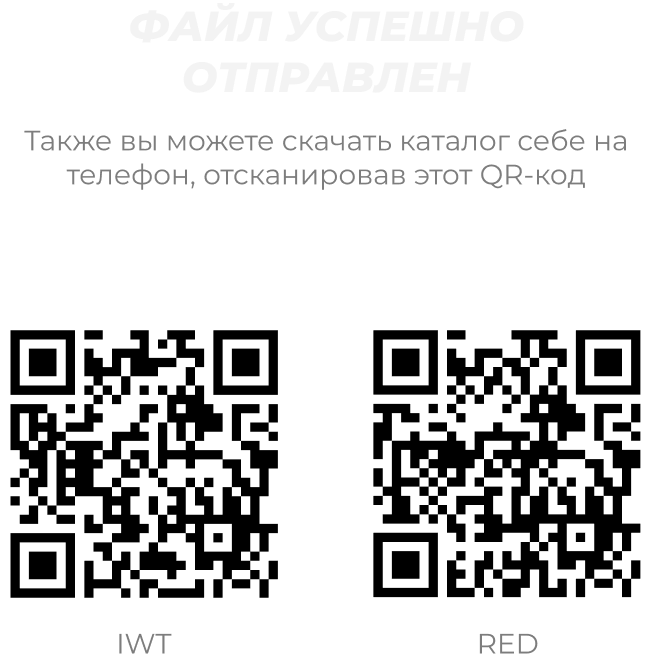 ФАЙЛ УСПЕШНО
ОТПРАВЛЕН
Также вы можете скачать каталог себе на
телефон, отсканировав этот QR-код
IWT
RED